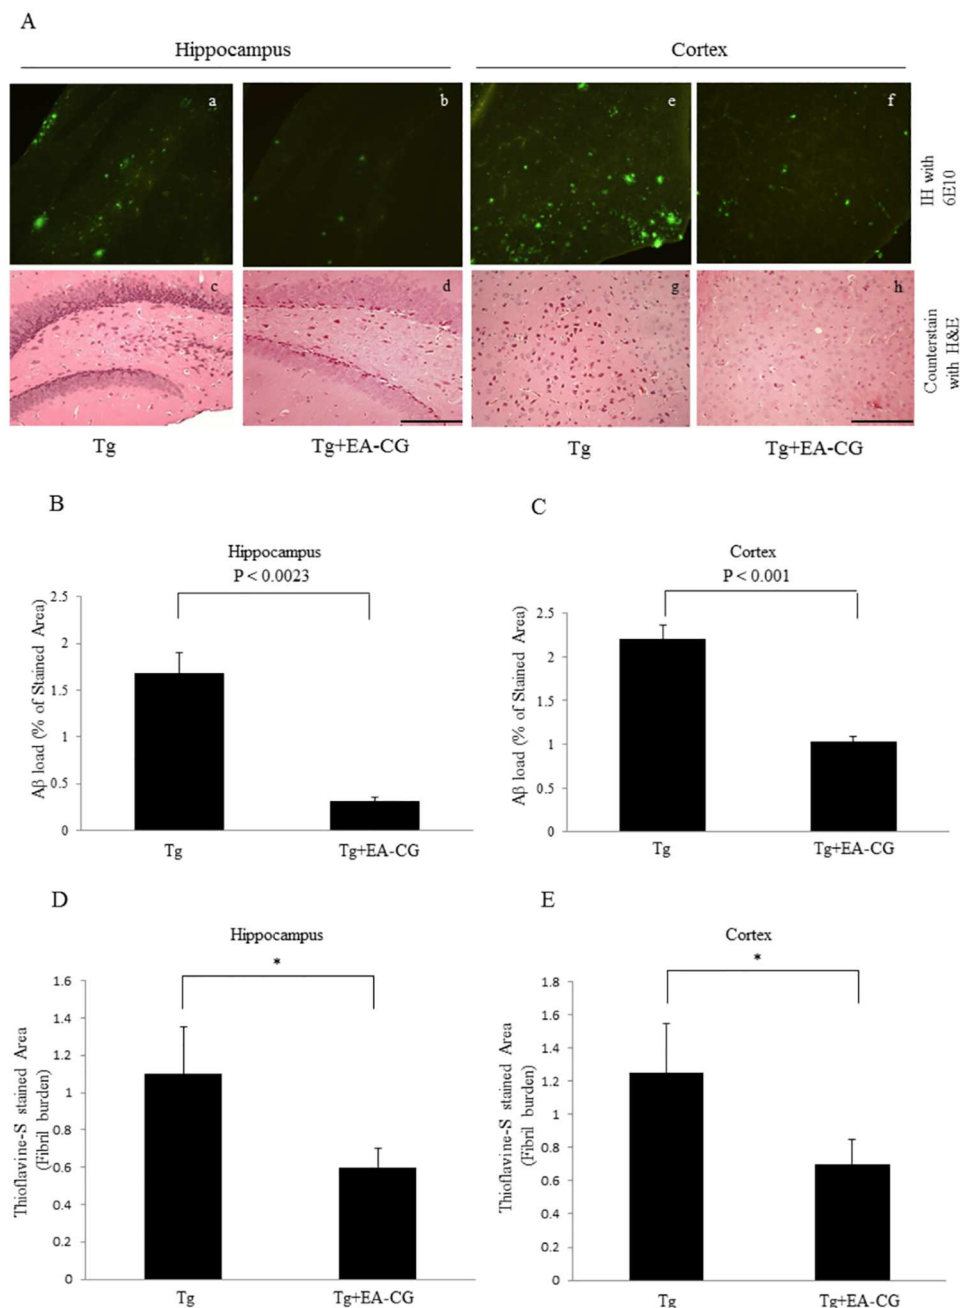 A
Hippocampus Cortex
a b e f
IH with
6E10
c d g h
Counterstain
with H&E
Tg Tg+EA-CG Tg Tg+EA-CG
B
Hippocampus
P < 0.0023
Aβ load (% of Stained Area)
2.5
2
1.5
1
0.5
0
Tg Tg+EA-CG
C
Cortex
P < 0.001
Aβ load (% of Stained Area)
2.5
2
1.5
1
0.5
0
Tg Tg+EA-CG
D
Hippocampus
*
Thioflavine-S stained Area
(Fibril burden)
1.6
1.4
1.2
1
0.8
0.6
0.4
0.2
0
Tg Tg+EA-CG
E
Cortex
*
Thioflavine-S stained Area
(Fibril burden)
1.8
1.6
1.4
1.2
1
0.8
0.6
0.4
0.2
0
Tg Tg+EA-CG